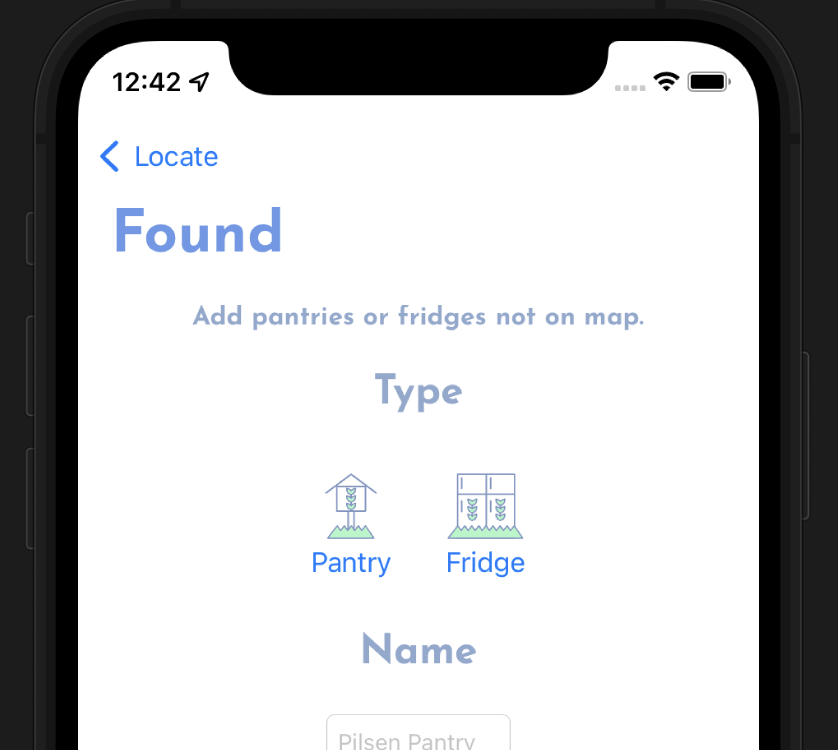 12:42
Locate
Found
Add pantries or fridges not on map.
Type
Pantry Fridge
Name
Pilsen Pantry